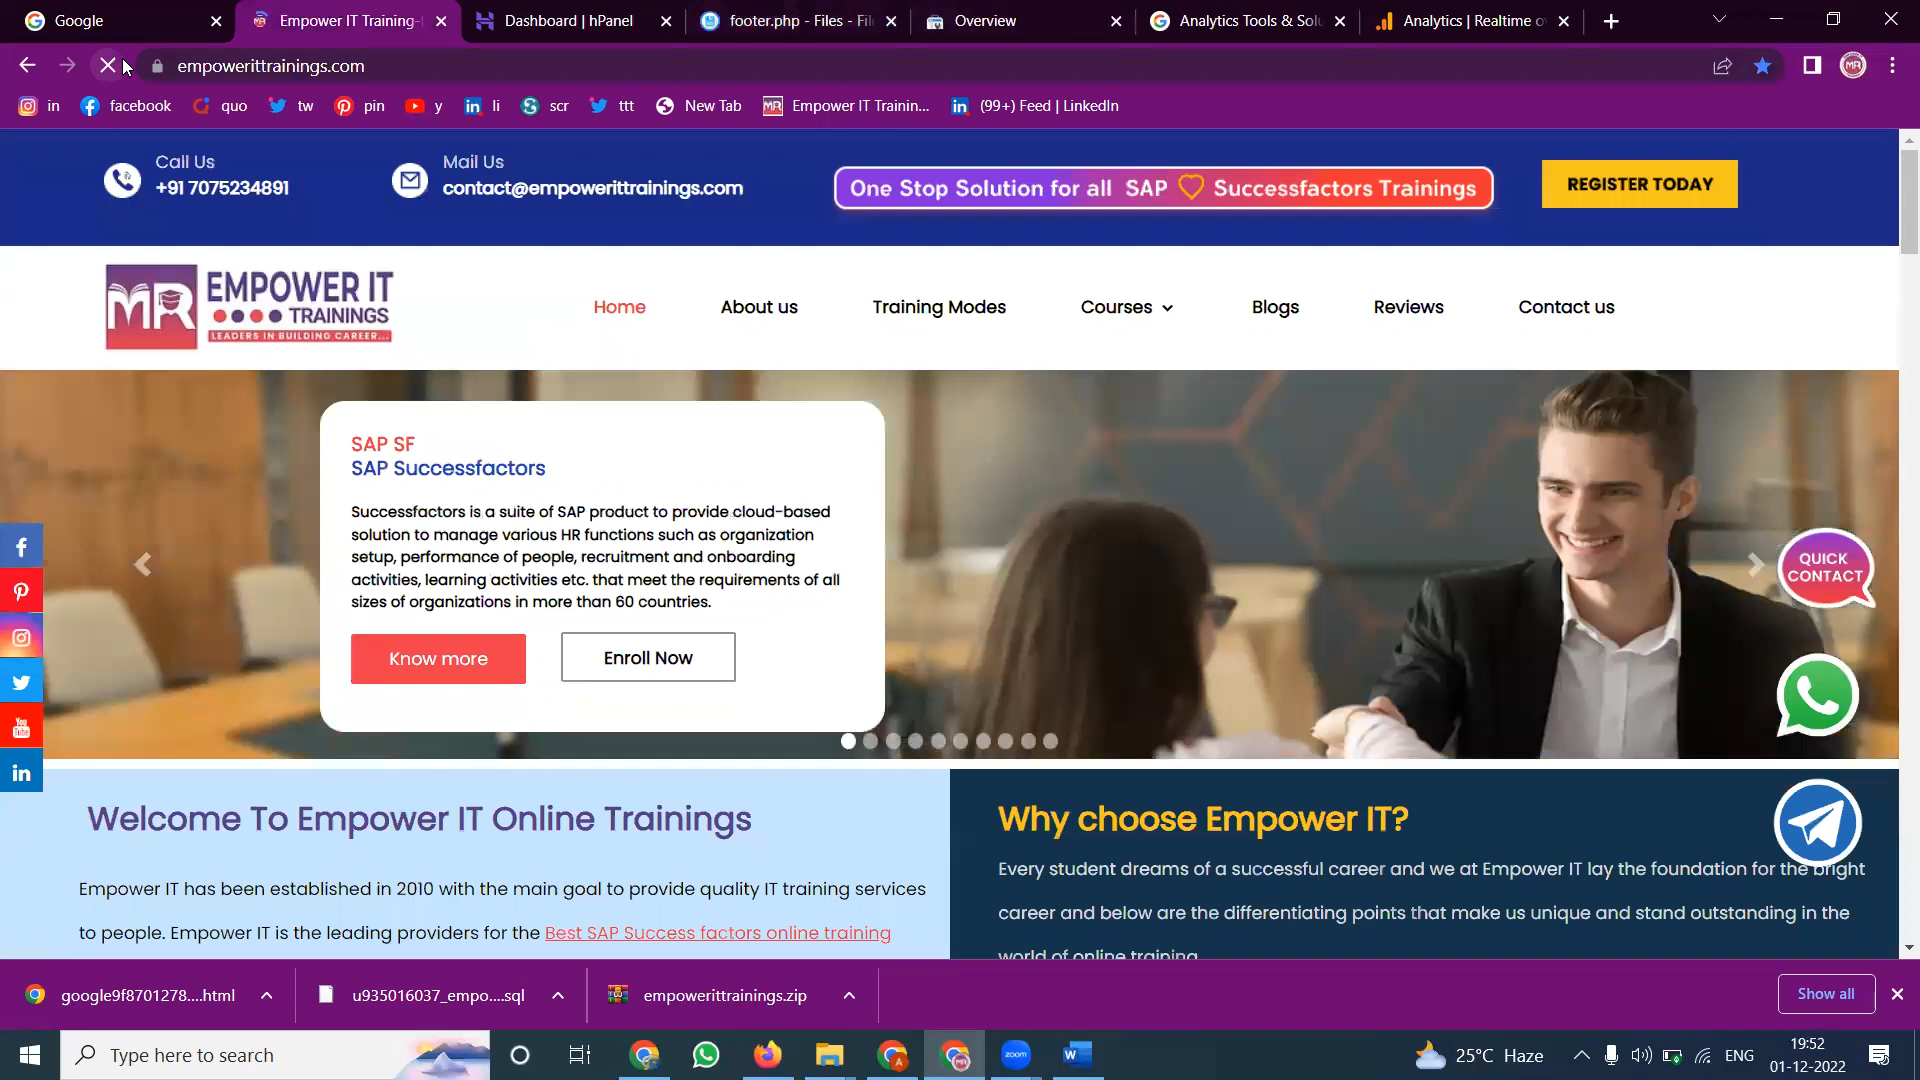 Google
Empower IT Training-
Dashboard | hPanel
footer.php - Files - Fil
Overview
Analytics Tools & Solu
Analytics | Realtime o
empowerittrainings.com
in
facebook
quo
tw
pin
y
li
scr
ttt
New Tab
Empower IT Trainin...
(99+) Feed | LinkedIn
Call Us
+91 7075234891
Mail Us
contact@empowerittrainings.com
One Stop Solution for all SAP Successfactors Trainings
REGISTER TODAY
MR
EMPOWER IT
TRAININGS
LEADERS IN BUILDING CAREER...
Home
About us
Training Modes
Courses
Blogs
Reviews
Contact us
SAP SF
SAP Successfactors
Successfactors is a suite of SAP product to provide cloud-based
solution to manage various HR functions such as organization
setup, performance of people, recruitment and onboarding
activities, learning activities etc. that meet the requirements of all
sizes of organizations in more than 60 countries.
Know more
Enroll Now
QUICK
CONTACT
Welcome To Empower IT Online Trainings
Empower IT has been established in 2010 with the main goal to provide quality IT training services
to people. Empower IT is the leading providers for the Best SAP Success factors online training
Why choose Empower IT?
Every student dreams of a successful career and we at Empower IT lay the foundation for the bright
career and below are the differentiating points that make us unique and stand outstanding in the
world of online training
google9f8701278....html
u935016037_empo....sql
empowerittrainings.zip
Show all
Type here to search
zoom
25°C Haze
ENG
19:52
01-12-2022